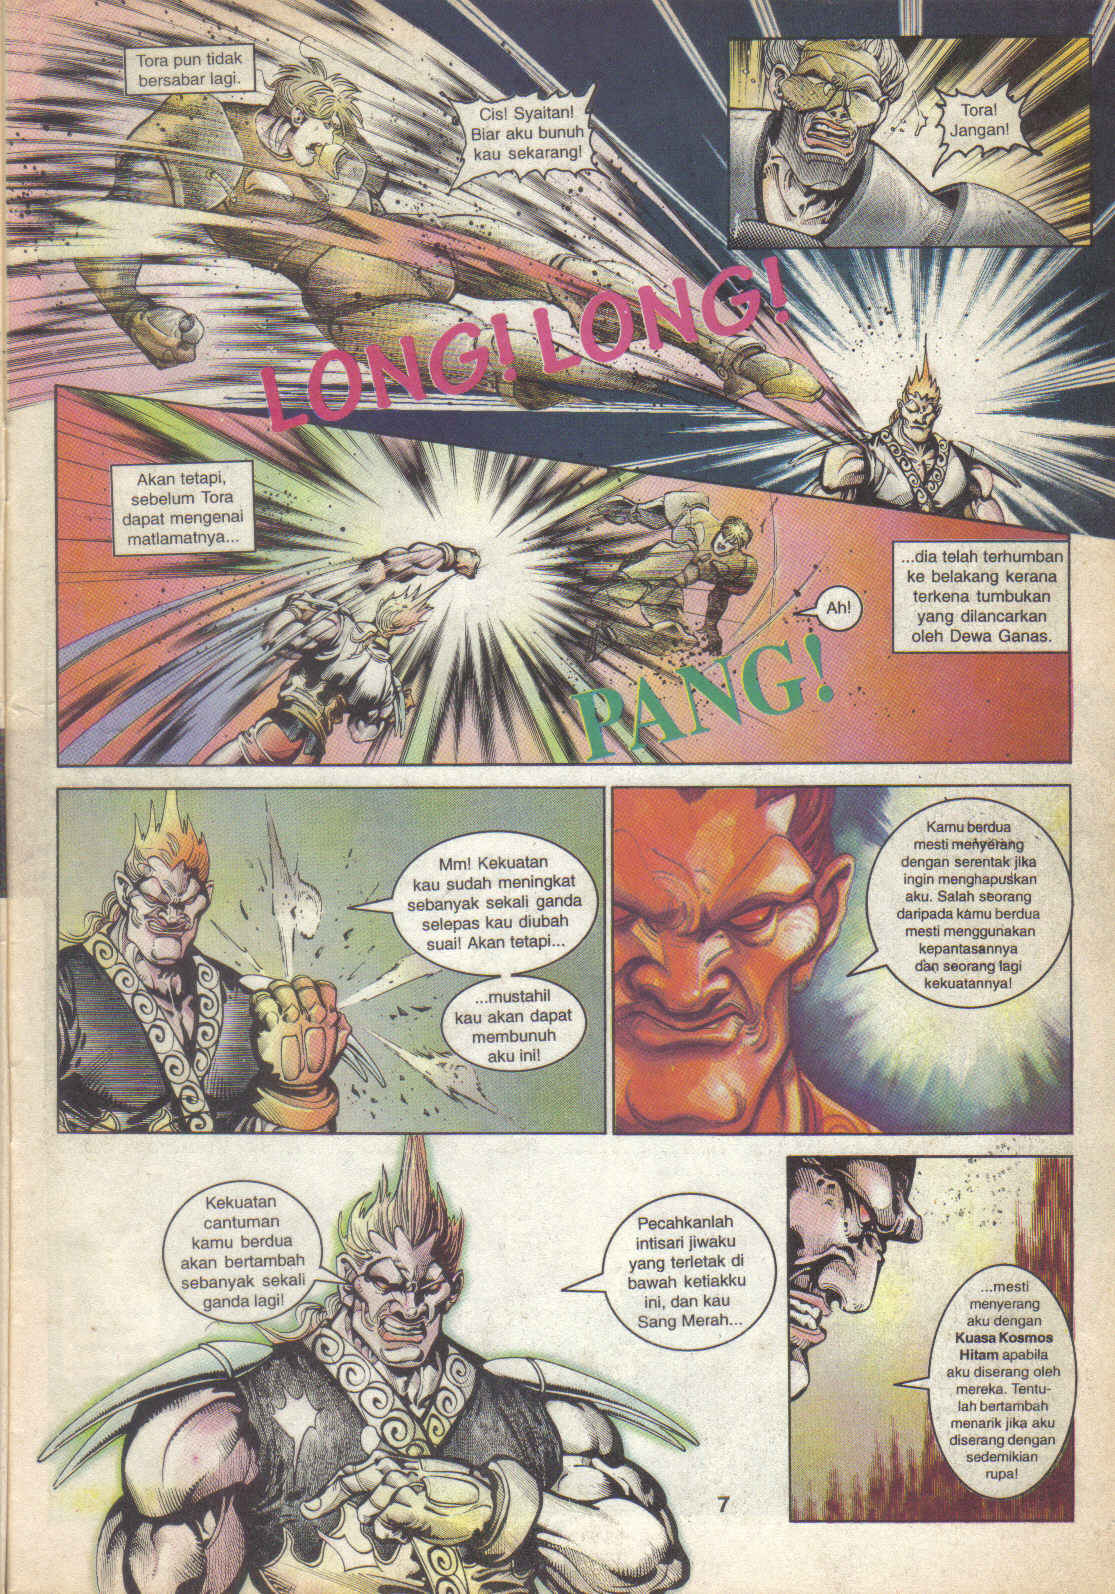 Tora pun tidak
bersabar lagi.
Cis! Syaitan!
Biar aku bunuh
kau sekarang!
Tora!
Jangan!
LONG! LONG!
Akan tetapi,
sebelum Tora
dapat mengenai
matlamatnya...
Ah!
PANG!
...dia telah terhumban
ke belakang kerana
terkena tumbukan
yang dilancarkan
oleh Dewa Ganas.
Mm! Kekuatan
kau sudah meningkat
sebanyak sekali ganda
selepas kau diubah
suai! Akan tetapi...
...mustahil
kau akan dapat
membunuh
aku ini!
Kamu berdua
mesti menyerang
dengan serentak jika
ingin menghapuskan
aku. Salah seorang
daripada kamu berdua
mesti menggunakan
kepantasannya
dan seorang lagi
kekuatannya!
Kekuatan
cantuman
kamu berdua
akan bertambah
sebanyak sekali
ganda lagi!
Pecahkanlah
intisari jiwaku
yang terletak di
bawah ketiakku
ini, dan kau
Sang Merah...
...mesti
menyerang
aku dengan
Kuasa Kosmos
Hitam apabila
aku diserang oleh
mereka. Tentu-
lah bertambah
menarik jika aku
diserang dengan
sedemikian
rupa!
7